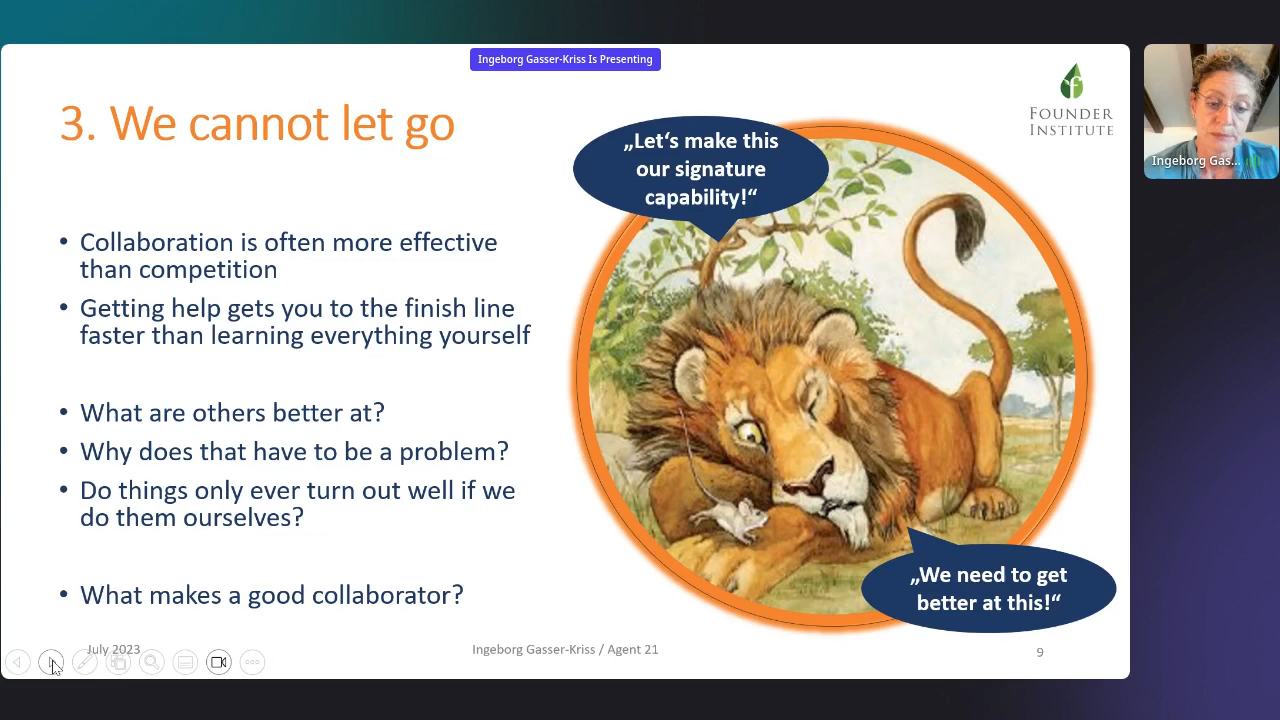 Ingeborg Gasser-Kriss Is Presenting
3. We cannot let go
FOUNDER
INSTITUTE
„Let‘s make this
our signature
capability!“
• Collaboration is often more effective
than competition
• Getting help gets you to the finish line
faster than learning everything yourself
• What are others better at?
• Why does that have to be a problem?
• Do things only ever turn out well if we
do them ourselves?
• What makes a good collaborator?
„We need to get
better at this!“
July 2023
Ingeborg Gasser-Kriss / Agent 21
9
Ingeborg Gas...